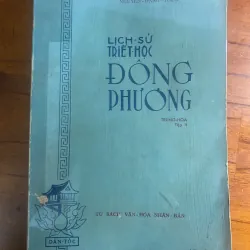 LỊCH-SỬ
TRIẾT-HỌC
ĐÔNG
PHƯƠNG
TỦ SÁCH VĂN-HÓA NHÂN-BẢN
DÂN-TỘC